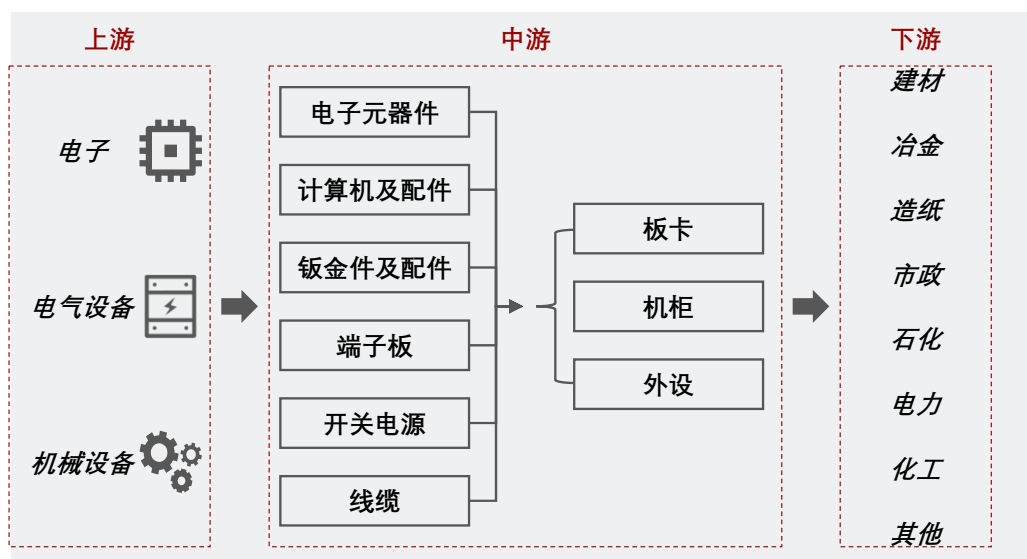 上游
电子
电气设备
机械设备
中游
电子元器件
计算机及配件
钣金件及配件
端子板
开关电源
线缆
板卡
机柜
外设
下游
建材
冶金
造纸
市政
石化
电力
化工
其他